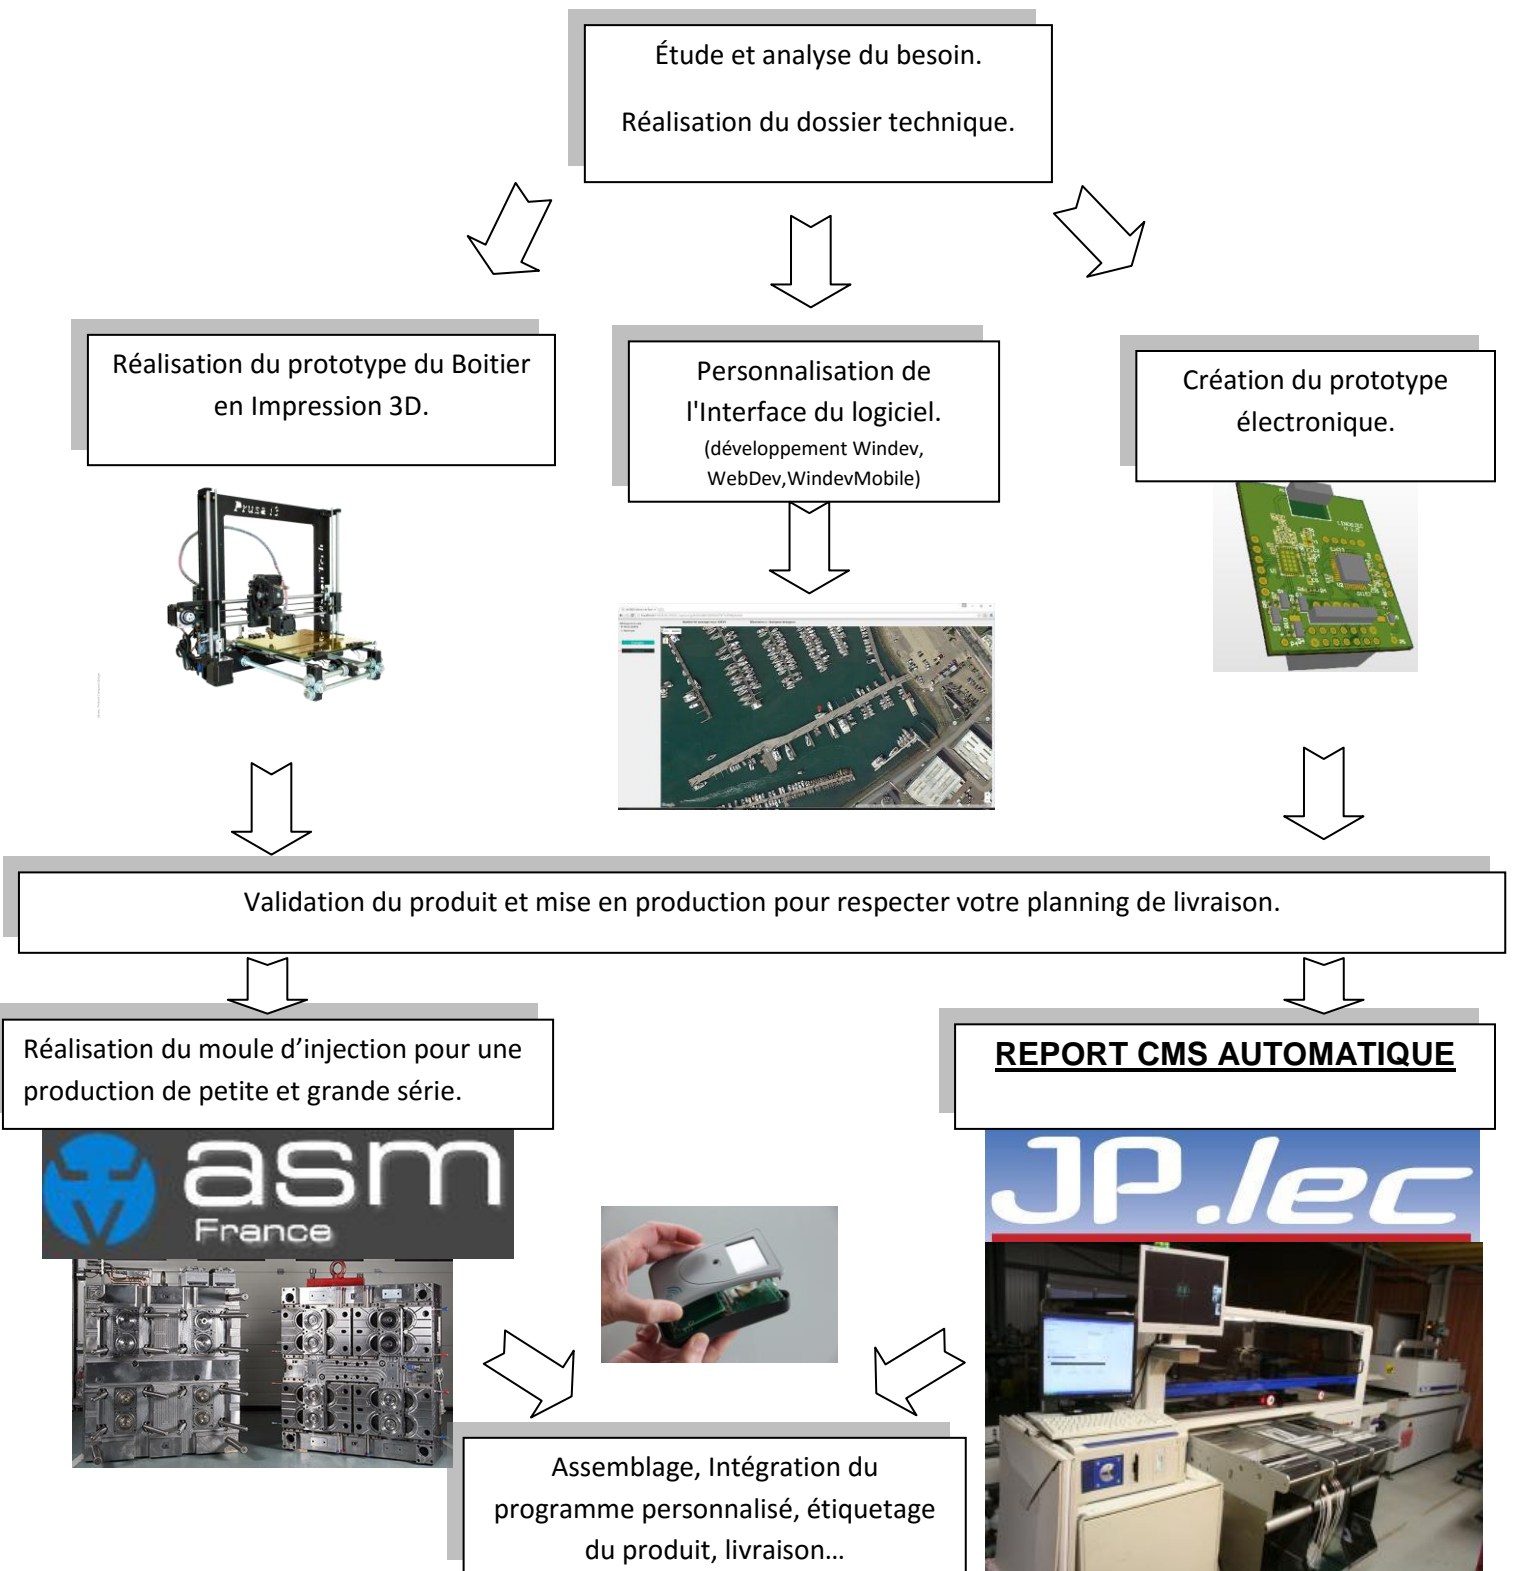 Étude et analyse du besoin.
Réalisation du dossier technique.
Réalisation du prototype du Boitier
en Impression 3D.
Personnalisation de
l'Interface du logiciel.
(développement Windev,
WebDev,WindevMobile)
Création du prototype
électronique.
Prusa i3
Validation du produit et mise en production pour respecter votre planning de livraison.
Réalisation du moule d’injection pour une
production de petite et grande série.
REPORT CMS AUTOMATIQUE
asm
France
JP.lec
Assemblage, Intégration du
programme personnalisé, étiquetage
du produit, livraison…